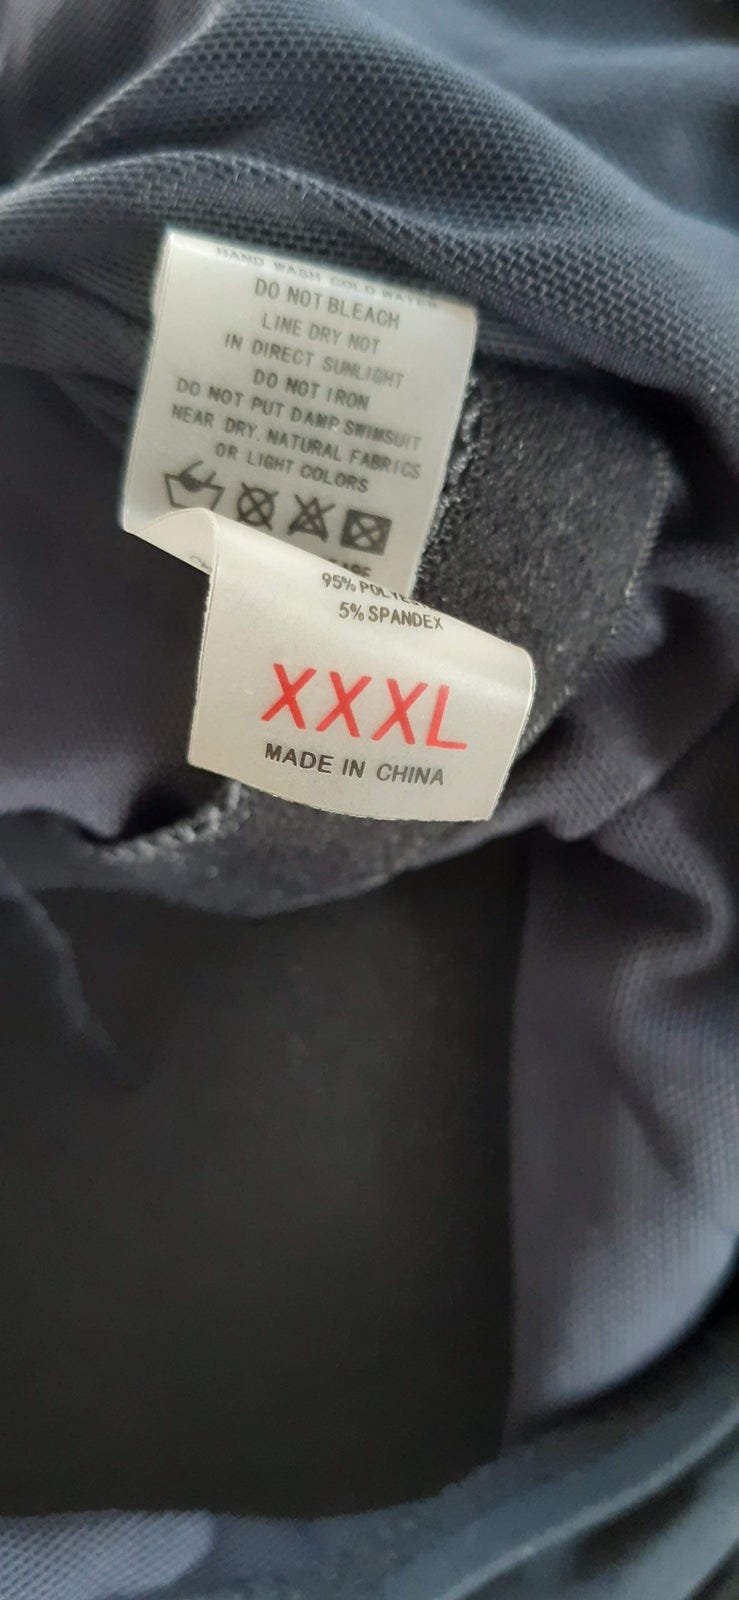 HAND WASH COLD WATER
DO NOT BLEACH
LINE DRY NOT
IN DIRECT SUNLIGHT
DO NOT IRON
DO NOT PUT DAMP SWIMSUIT
NEAR DRY. NATURAL FABRICS
OR LIGHT COLORS
95%
5% SPANDEX
XXXL
MADE IN CHINA